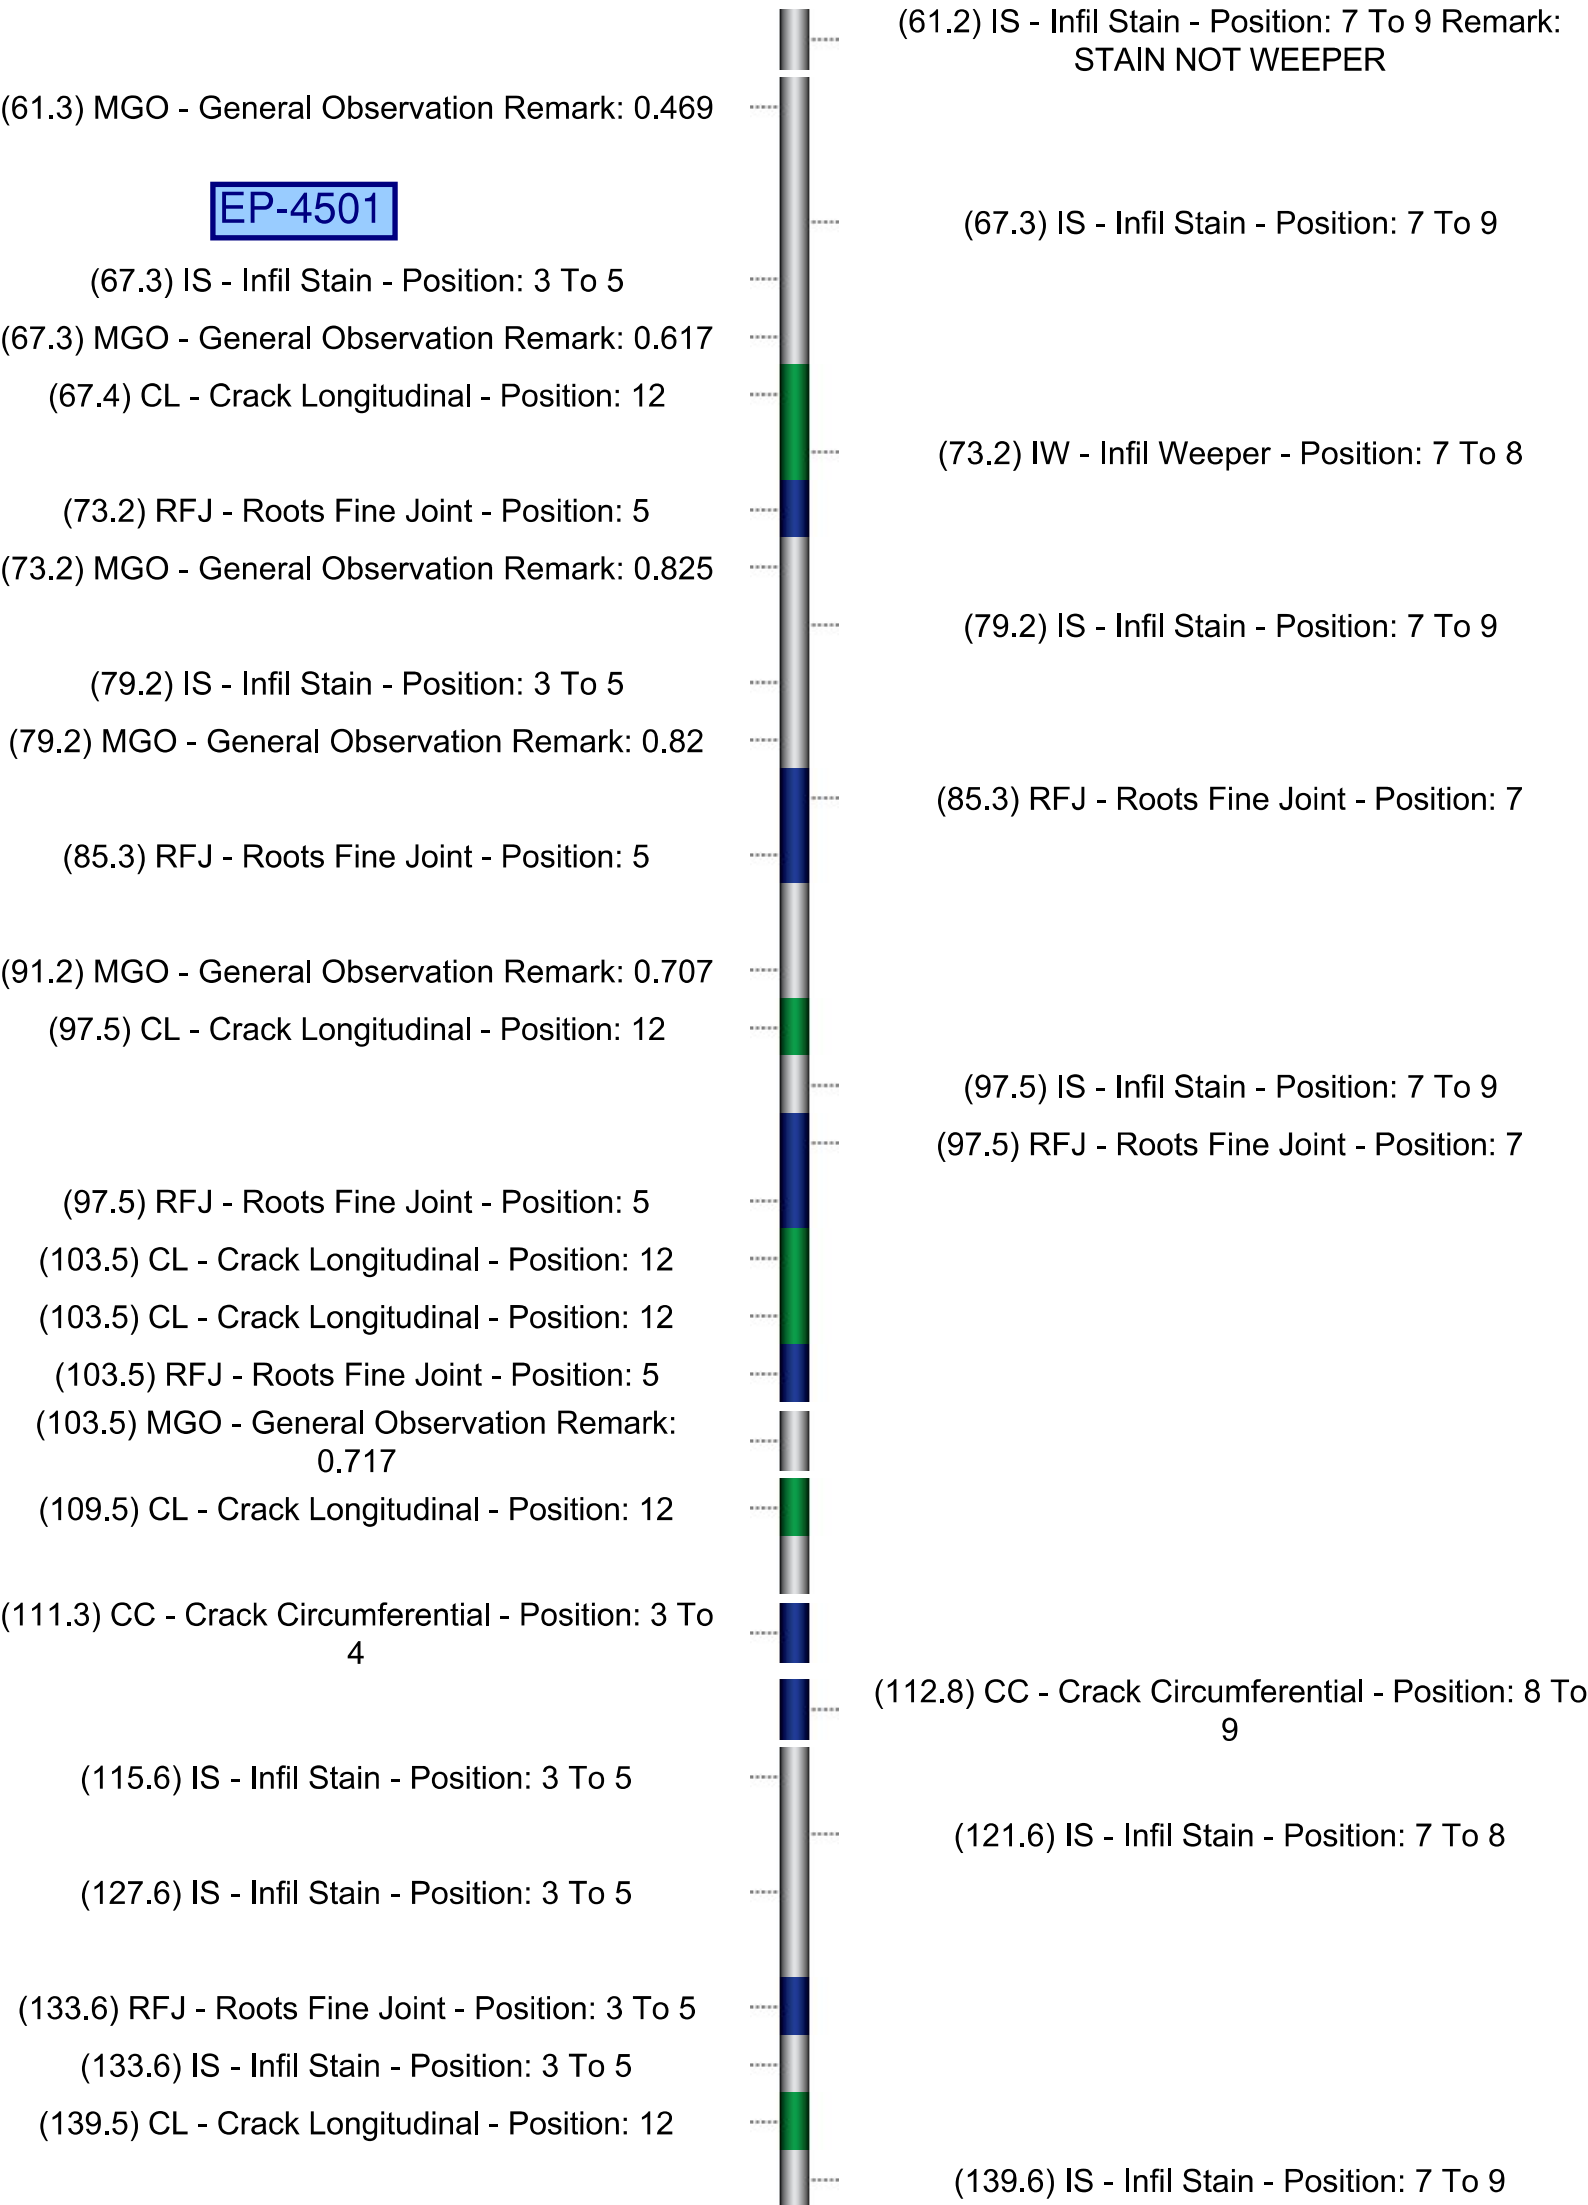 (61.2) IS - Infil Stain - Position: 7 To 9 Remark:
STAIN NOT WEEPER
(61.3) MGO - General Observation Remark: 0.469
EP-4501
(67.3) IS - Infil Stain - Position: 7 To 9
(67.3) IS - Infil Stain - Position: 3 To 5
(67.3) MGO - General Observation Remark: 0.617
(67.4) CL - Crack Longitudinal - Position: 12
(73.2) IW - Infil Weeper - Position: 7 To 8
(73.2) RFJ - Roots Fine Joint - Position: 5
(73.2) MGO - General Observation Remark: 0.825
(79.2) IS - Infil Stain - Position: 7 To 9
(79.2) IS - Infil Stain - Position: 3 To 5
(79.2) MGO - General Observation Remark: 0.82
(85.3) RFJ - Roots Fine Joint - Position: 7
(85.3) RFJ - Roots Fine Joint - Position: 5
(91.2) MGO - General Observation Remark: 0.707
(97.5) CL - Crack Longitudinal - Position: 12
(97.5) IS - Infil Stain - Position: 7 To 9
(97.5) RFJ - Roots Fine Joint - Position: 7
(97.5) RFJ - Roots Fine Joint - Position: 5
(103.5) CL - Crack Longitudinal - Position: 12
(103.5) CL - Crack Longitudinal - Position: 12
(103.5) RFJ - Roots Fine Joint - Position: 5
(103.5) MGO - General Observation Remark:
0.717
(109.5) CL - Crack Longitudinal - Position: 12
(111.3) CC - Crack Circumferential - Position: 3 To
4
(112.8) CC - Crack Circumferential - Position: 8 To
9
(115.6) IS - Infil Stain - Position: 3 To 5
(121.6) IS - Infil Stain - Position: 7 To 8
(127.6) IS - Infil Stain - Position: 3 To 5
(133.6) RFJ - Roots Fine Joint - Position: 3 To 5
(133.6) IS - Infil Stain - Position: 3 To 5
(139.5) CL - Crack Longitudinal - Position: 12
(139.6) IS - Infil Stain - Position: 7 To 9